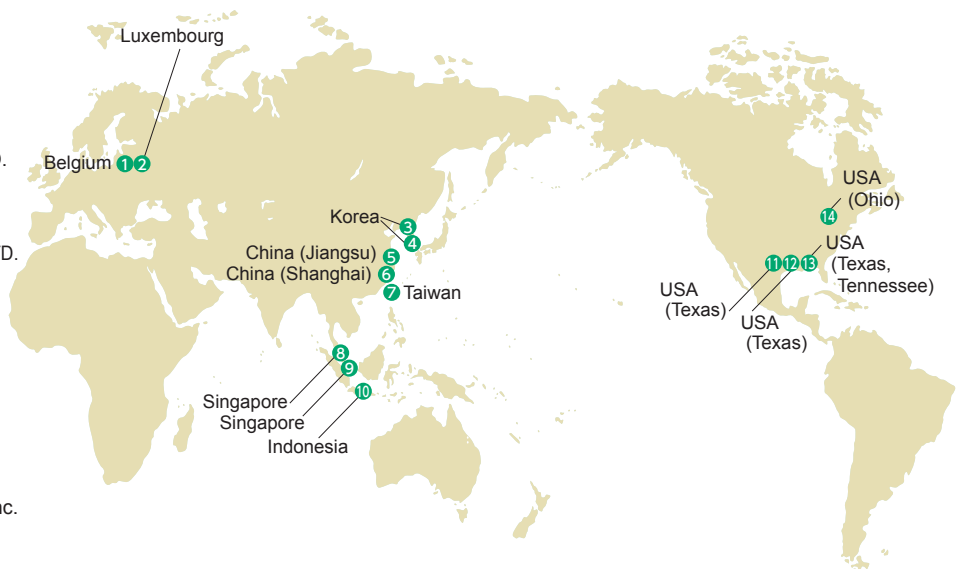 Luxembourg
Belgium 1 2
Korea
3
4
China (Jiangsu) 5
China (Shanghai) 6
7 Taiwan
8
9
10
Singapore
Singapore
Indonesia
USA
(Ohio)
14
11 12 13
USA
(Texas,
Tennessee)
USA
(Texas)
USA
(Texas)
D.
nc.